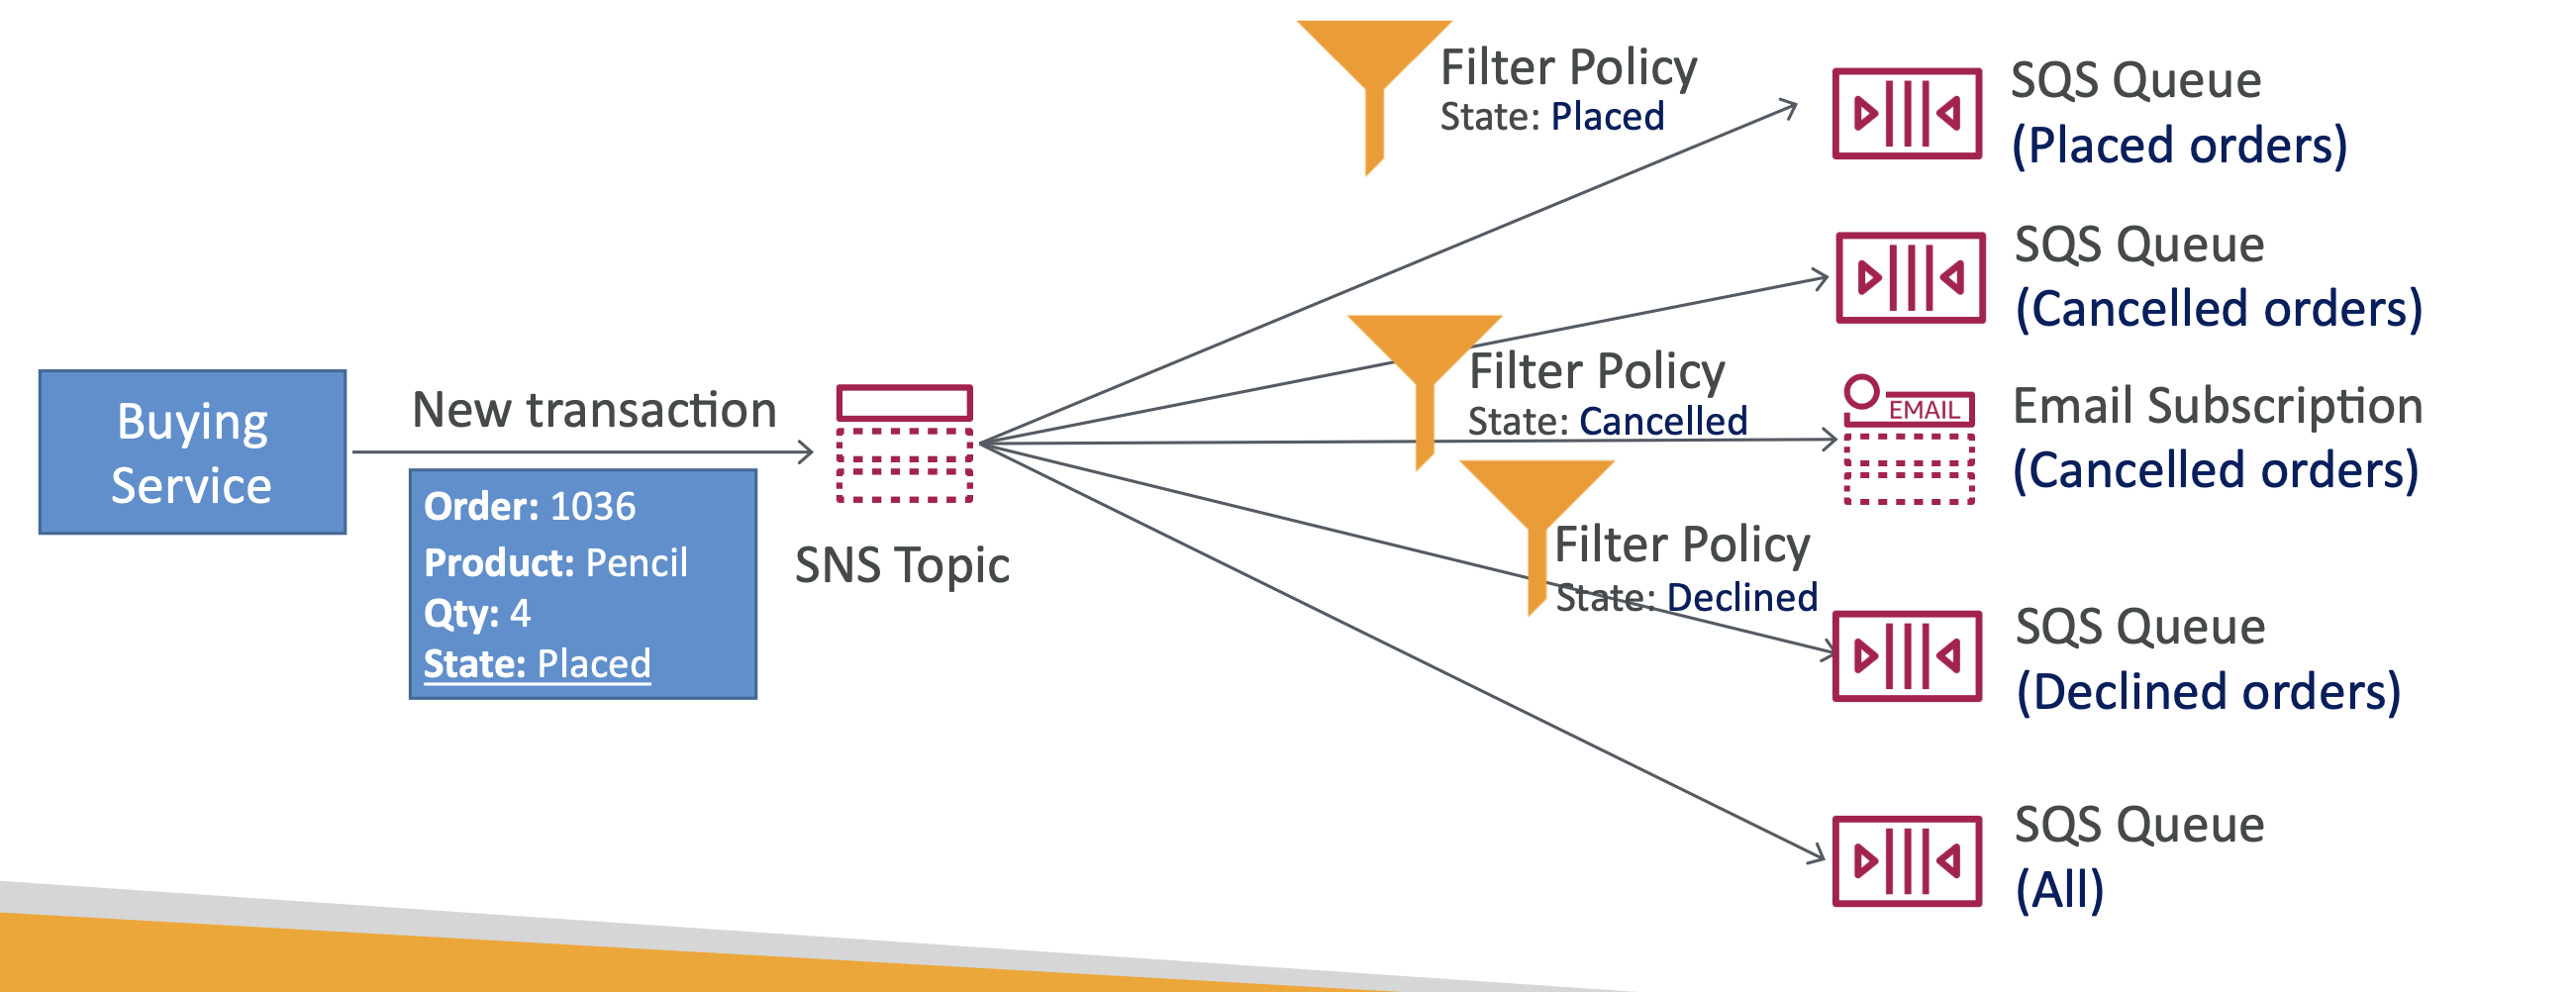 Buying
Service
New transaction
Order: 1036
Product: Pencil
Qty: 4
State: Placed
SNS Topic
Filter Policy
State: Placed
Filter Policy
State: Cancelled
Filter Policy
State: Declined
SQS Queue
(Placed orders)
SQS Queue
(Cancelled orders)
EMAIL
Email Subscription
(Cancelled orders)
SQS Queue
(Declined orders)
SQS Queue
(All)